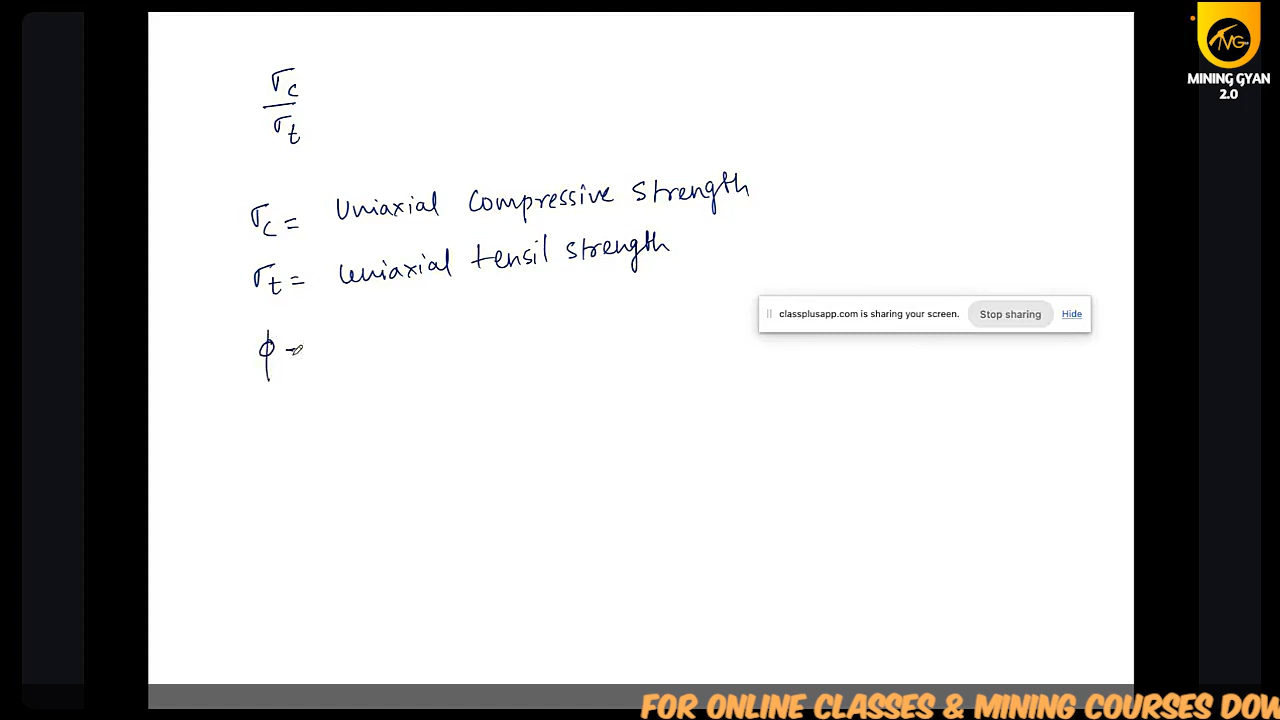 σc
σt
σc = Uniaxial Compressive Strength
σt = Uniaxial tensil strength
ϕ →
MINING GYAN
2.0
classplusapp.com is sharing your screen. Stop sharing Hide
FOR ONLINE CLASSES & MINING COURSES DOW